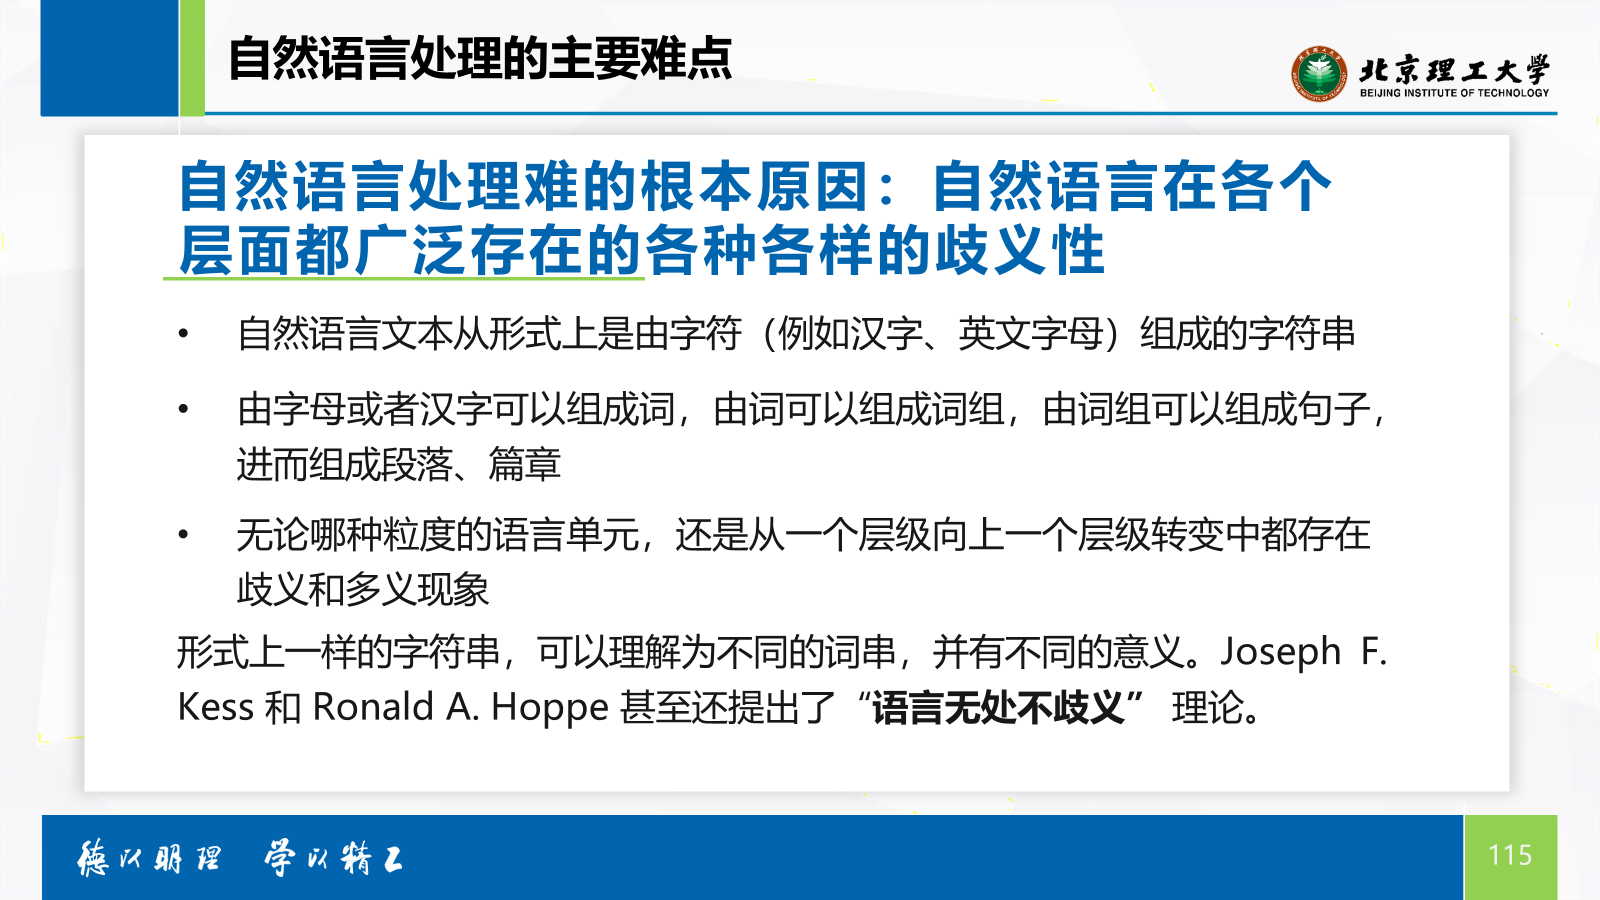 自然语言处理的主要难点
北京理工大学
BEIJING INSTITUTE OF TECHNOLOGY
自然语言处理难的根本原因：自然语言在各个
层面都广泛存在的各种各样的歧义性
• 自然语言文本从形式上是由字符（例如汉字、英文字母）组成的字符串
• 由字母或者汉字可以组成词，由词可以组成词组，由词组可以组成句子，
进而组成段落、篇章
• 无论哪种粒度的语言单元，还是从一个层级向上一个层级转变中都存在
歧义和多义现象
形式上一样的字符串，可以理解为不同的词串，并有不同的意义。Joseph F.
Kess 和 Ronald A. Hoppe 甚至还提出了“语言无处不歧义” 理论。
德以明理 学以精工
115